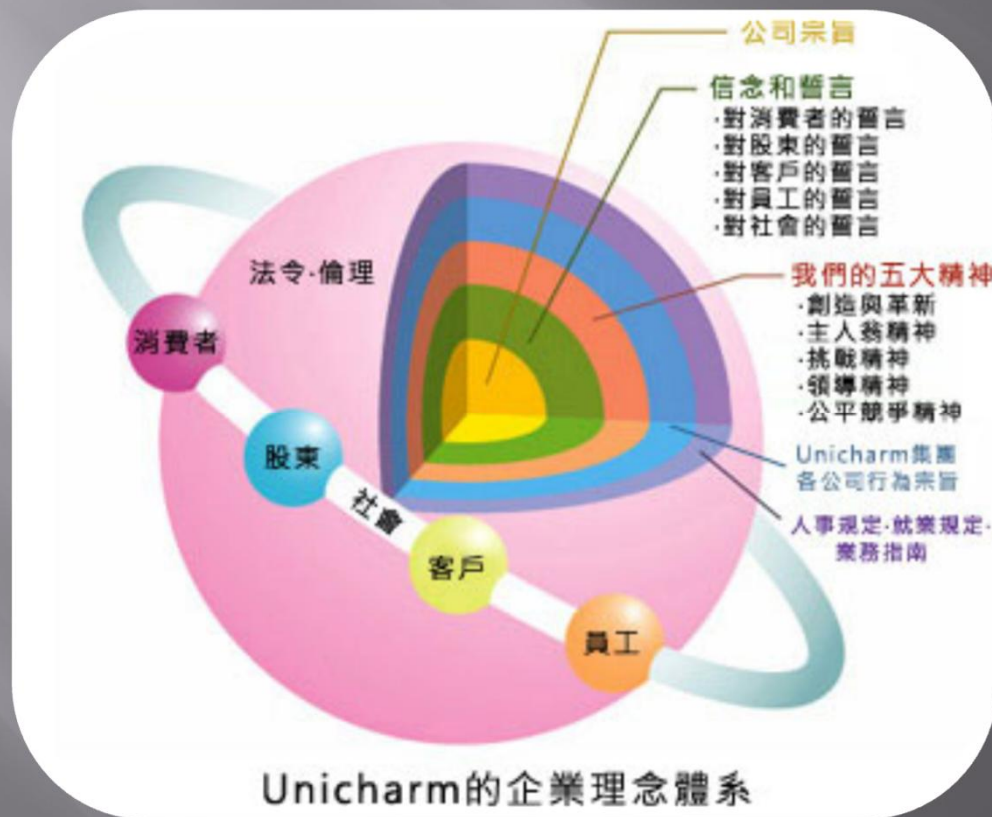 公司宗旨
信念和誓言
·對消費者的誓言
·對股東的誓言
·對客戶的誓言
·對員工的誓言
·對社會的誓言
法令·倫理
我們的五大精神
·創造與革新
·主人翁精神
·挑戰精神
·領導精神
·公平競爭精神
Unicharm集團
各公司行為宗旨
人事規定·就業規定·
業務指南
消費者
股東
社會
客戶
員工
Unicharm的企業理念體系